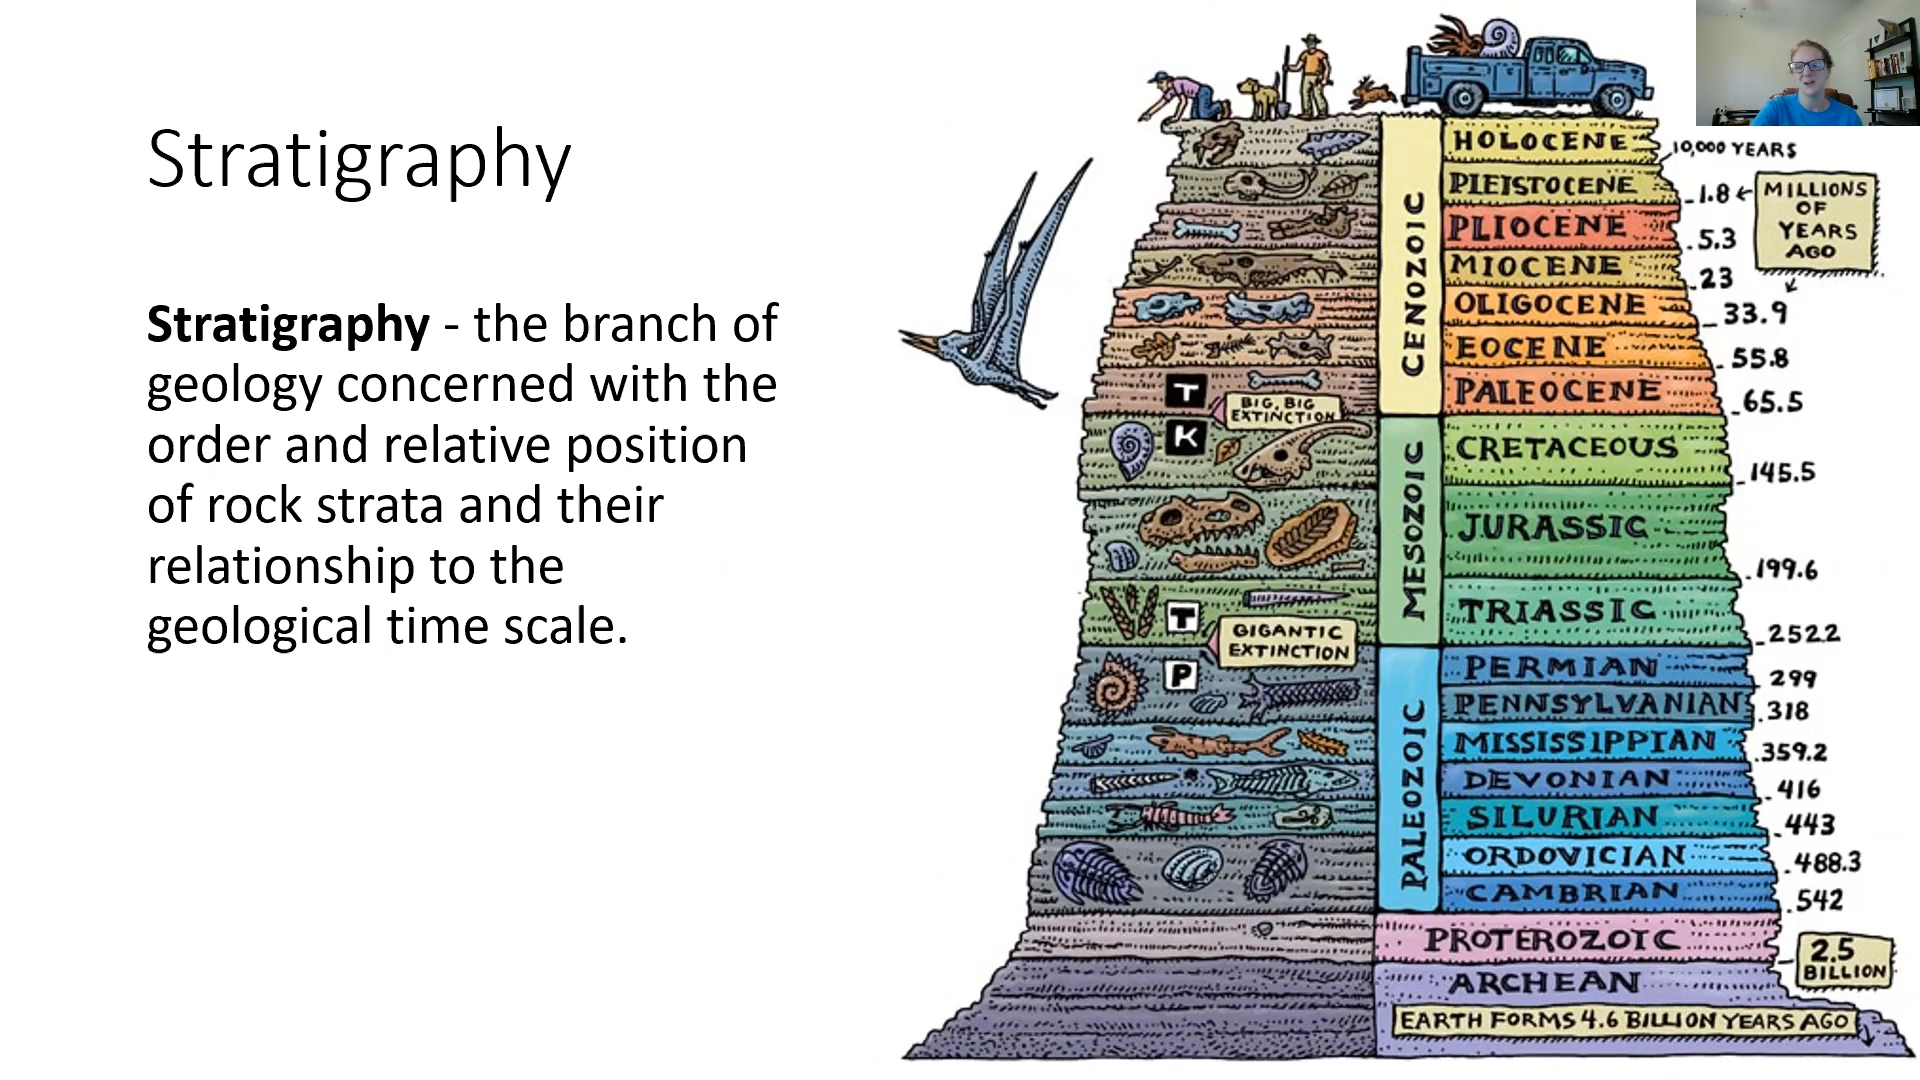 Stratigraphy
Stratigraphy - the branch of
geology concerned with the
order and relative position
of rock strata and their
relationship to the
geological time scale.
CENOZOIC
HOLOCENE
10,000 YEARS
PLEISTOCENE
1.8
MILLIONS
OF
YEARS
AGO
PLIOCENE
5.3
MIOCENE
23
OLIGOCENE
33.9
EOCENE
55.8
PALEOCENE
65.5
T
BIG, BIG
EXTINCTION
K
MESOZOIC
CRETACEOUS
145.5
JURASSIC
199.6
TRIASSIC
252.2
T
GIGANTIC
EXTINCTION
P
PALEOZOIC
PERMIAN
299
PENNSYLVANIAN
318
MISSISSIPPIAN
359.2
DEVONIAN
416
SILURIAN
443
ORDOVICIAN
488.3
CAMBRIAN
542
PROTEROZOIC
2.5
BILLION
ARCHEAN
EARTH FORMS 4.6 BILLION YEARS AGO